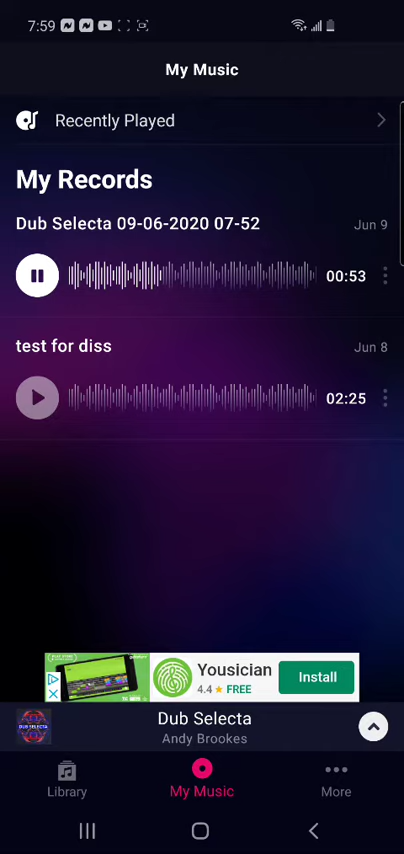 7:59
My Music
Recently Played
My Records
Dub Selecta 09-06-2020 07-52
Jun 9
00:53
test for diss
Jun 8
02:25
Yousician
4.4 ★ FREE
Install
DUB SELECTA
Dub Selecta
Andy Brookes
Library
My Music
More